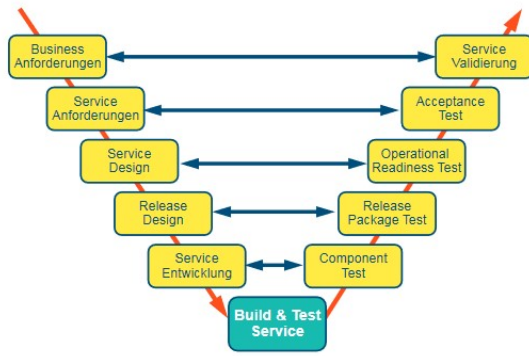 Business
Anforderungen
Service
Validierung
Service
Anforderungen
Acceptance
Test
Service
Design
Operational
Readiness Test
Release
Design
Release
Package Test
Service
Entwicklung
Component
Test
Build & Test
Service